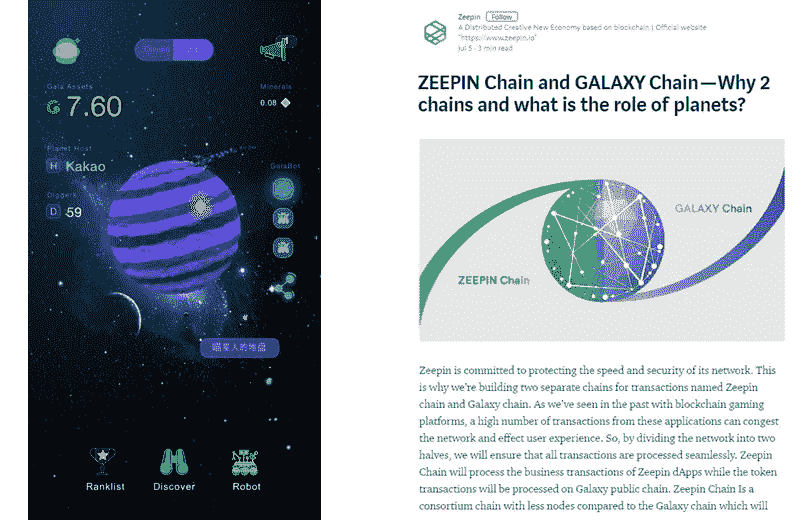 Gala Assets
7.60
Minerals
0.08
Planet Host
H Kakao
Diggers
D 59
GalaBot
喵星人的地盘
Ranklist
Discover
Robot
Zeepin Follow
A Distributed Creative New Economy based on blockchain | Official website
"https://www.zeepin.io"
Jul 5 · 3 min read
ZEEPIN Chain and GALAXY Chain—Why 2
chains and what is the role of planets?
GALAXY Chain
ZEEPIN Chain
Zeepin is committed to protecting the speed and security of its network. This
is why we're building two separate chains for transactions named Zeepin
chain and Galaxy chain. As we've seen in the past with blockchain gaming
platforms, a high number of transactions from these applications can congest
the network and effect user experience. So, by dividing the network into two
halves, we will ensure that all transactions are processed seamlessly. Zeepin
Chain will process the business transactions of Zeepin dApps while the token
transactions will be processed on Galaxy public chain. Zeepin Chain Is a
consortium chain with less nodes compared to the Galaxy chain which will